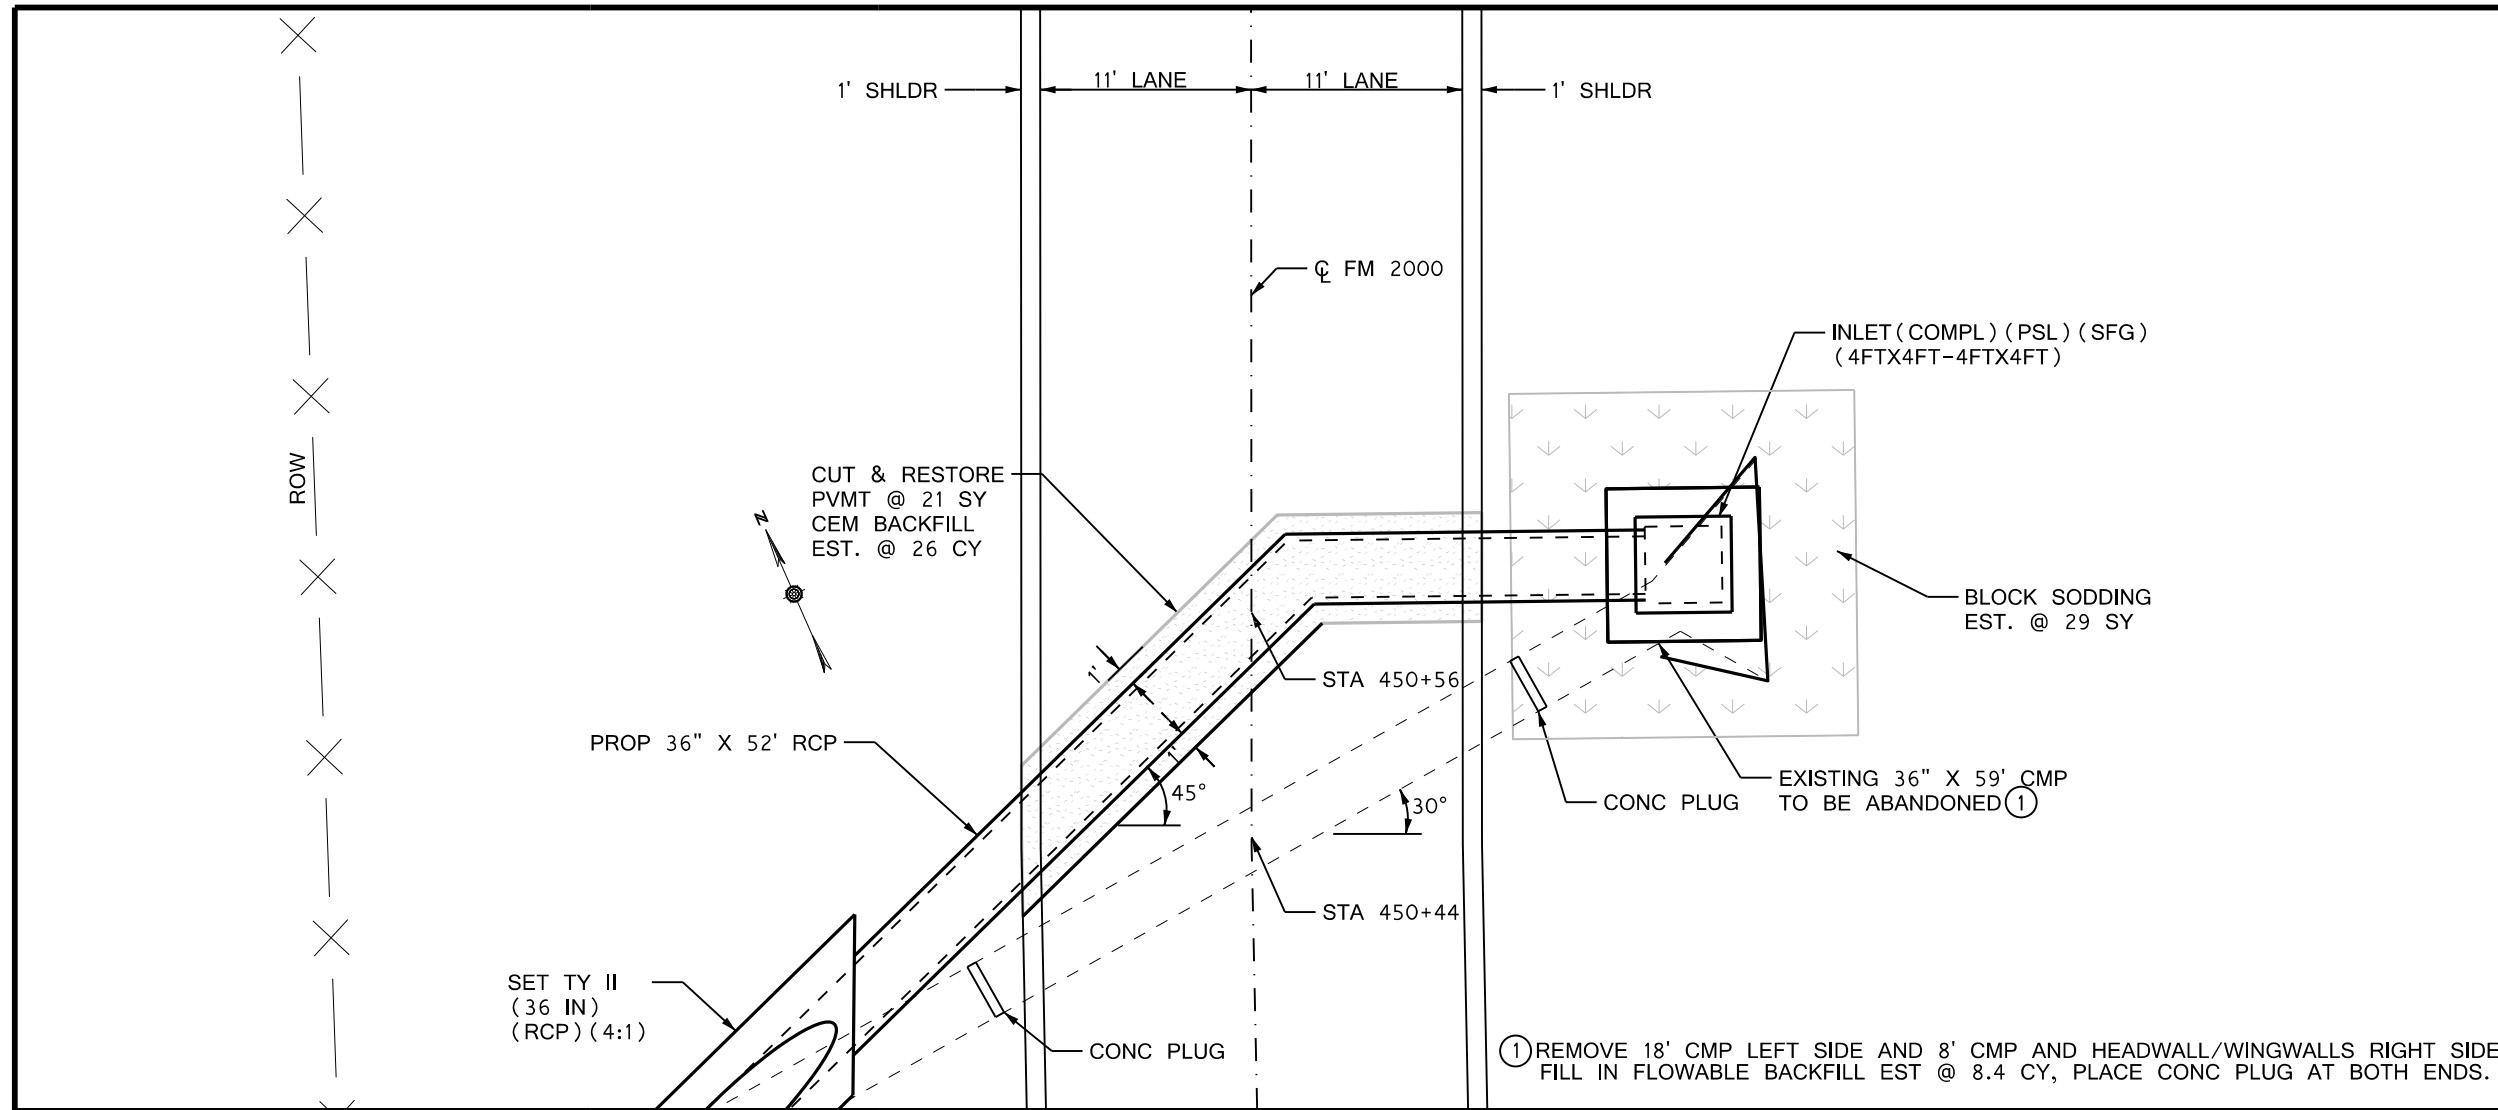 1' SHLDR
11' LANE
11' LANE
1' SHLDR
℄ FM 2000
INLET(COMPL)(PSL)(SFG)
(4FTX4FT-4FTX4FT)
ROW
CUT & RESTORE
PVMT @ 21 SY
CEM BACKFILL
EST. @ 26 CY
N
BLOCK SODDING
EST. @ 29 SY
1'
STA 450+56
PROP 36" X 52' RCP
1'
45°
30°
CONC PLUG
EXISTING 36" X 59' CMP
TO BE ABANDONED 1
STA 450+44
SET TY II
(36 IN)
(RCP)(4:1)
CONC PLUG
1 REMOVE 18' CMP LEFT SIDE AND 8' CMP AND HEADWALL/WINGWALLS RIGHT SIDE
FILL IN FLOWABLE BACKFILL EST @ 8.4 CY, PLACE CONC PLUG AT BOTH ENDS.